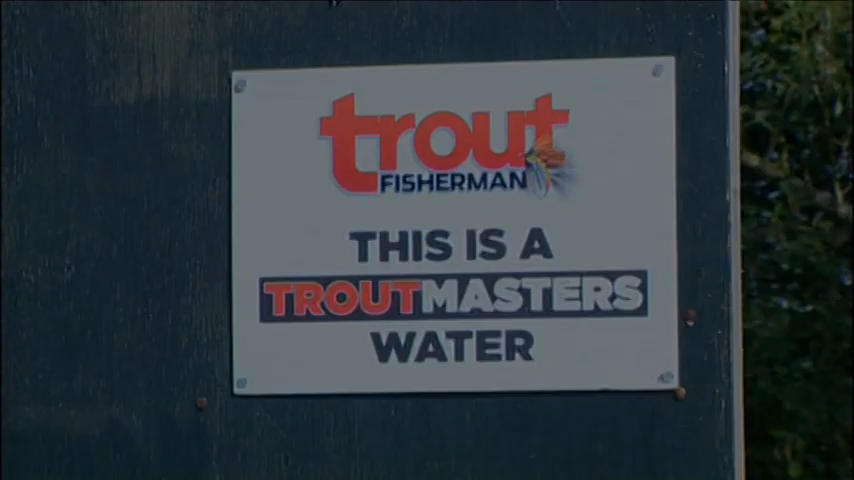 trout
FISHERMAN
THIS IS A
TROUTMASTERS
WATER